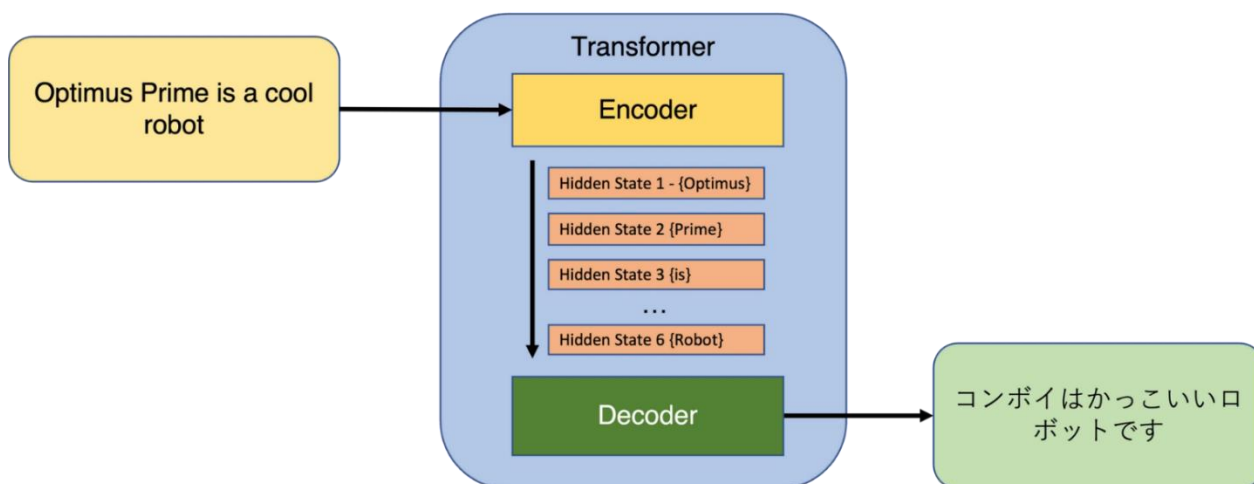 Transformer
Optimus Prime is a cool
robot
Encoder
Hidden State 1 - {Optimus}
Hidden State 2 {Prime}
Hidden State 3 {is}
...
Hidden State 6 {Robot}
Decoder
コンボイはかっこいいロ
ボットです